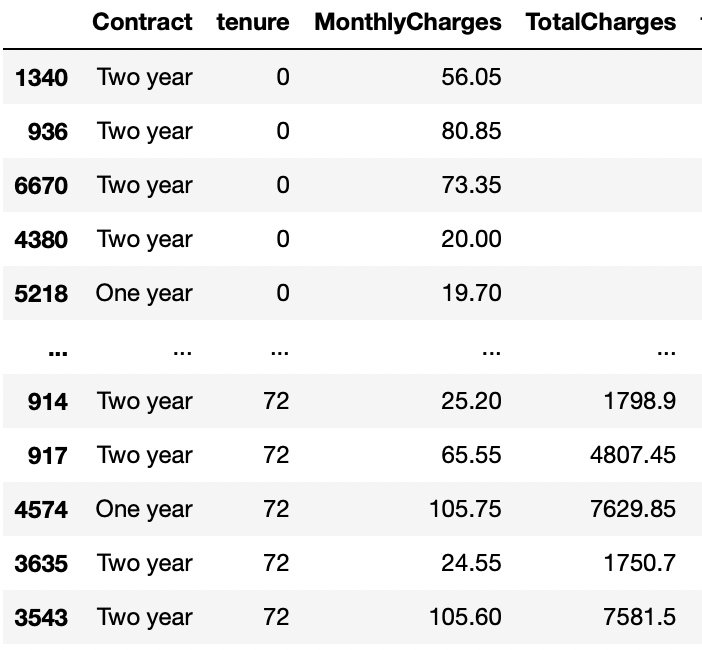 Contract tenure MonthlyCharges TotalCharges
1340 Two year 0 56.05
936 Two year 0 80.85
6670 Two year 0 73.35
4380 Two year 0 20.00
5218 One year 0 19.70
... ... ... ... ...
914 Two year 72 25.20 1798.9
917 Two year 72 65.55 4807.45
4574 One year 72 105.75 7629.85
3635 Two year 72 24.55 1750.7
3543 Two year 72 105.60 7581.5